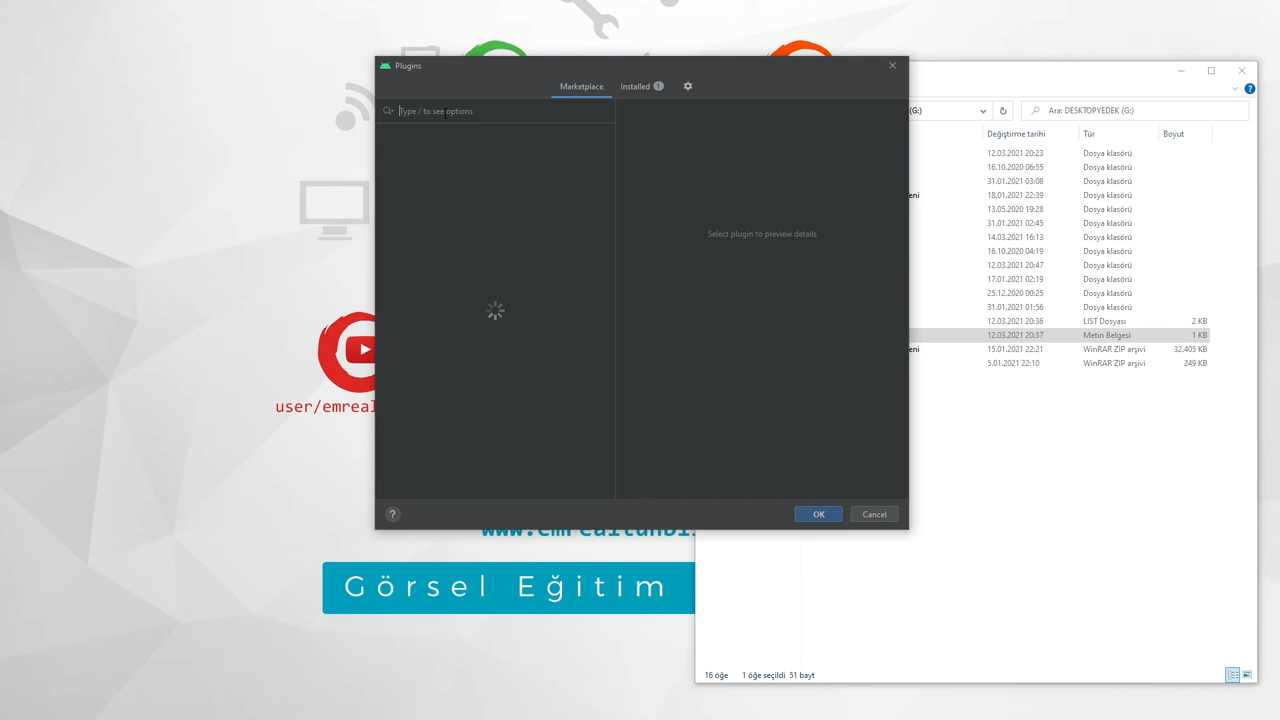 Plugins
Marketplace
Installed 1
Type / to see options
Select plugin to preview details
?
OK
Cancel
(G:)
Ara: DESKTOPYEDEK (G:)
Değiştirme tarihi
Tür
Boyut
12.03.2021 20:23 Dosya klasörü
16.10.2020 06:55 Dosya klasörü
31.01.2021 03:08 Dosya klasörü
eni 18.01.2021 22:39 Dosya klasörü
13.05.2020 19:28 Dosya klasörü
31.01.2021 02:45 Dosya klasörü
14.03.2021 16:13 Dosya klasörü
16.10.2020 04:19 Dosya klasörü
12.03.2021 20:47 Dosya klasörü
17.01.2021 02:19 Dosya klasörü
25.12.2020 00:25 Dosya klasörü
31.01.2021 01:56 Dosya klasörü
12.03.2021 20:36 LIST Dosyası 2 KB
12.03.2021 20:37 Metin Belgesi 1 KB
eni 15.01.2021 22:21 WinRAR ZIP arşivi 32.405 KB
5.01.2021 22:10 WinRAR ZIP arşivi 249 KB
16 öğe 1 öğe seçildi 51 bayt
user/emreal
Görsel Eğitim